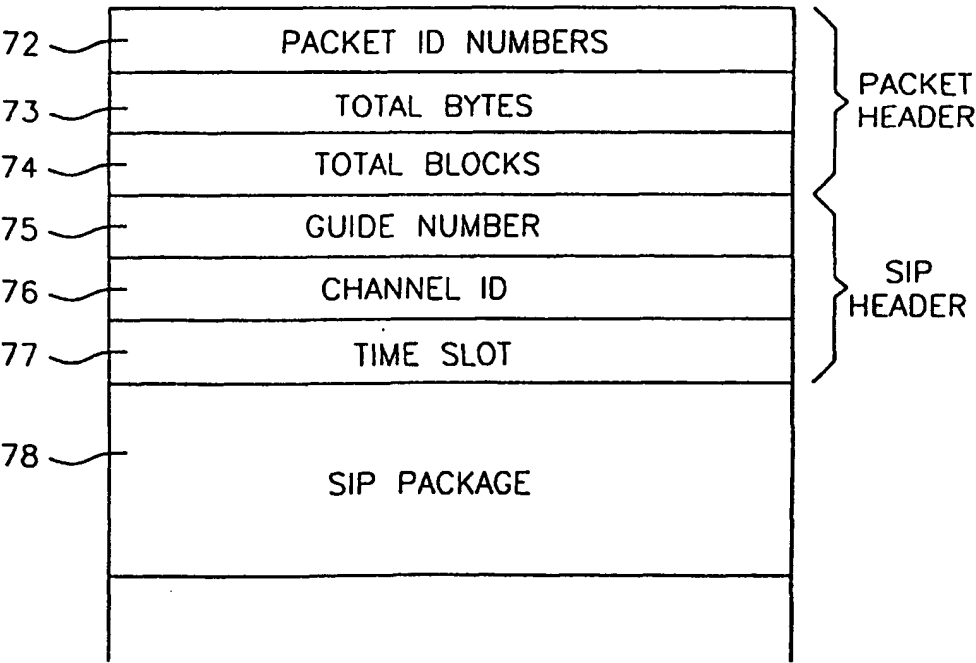 72 PACKET ID NUMBERS
73 TOTAL BYTES
74 TOTAL BLOCKS
PACKET
HEADER
75 GUIDE NUMBER
76 CHANNEL ID
77 TIME SLOT
SIP
HEADER
78 SIP PACKAGE